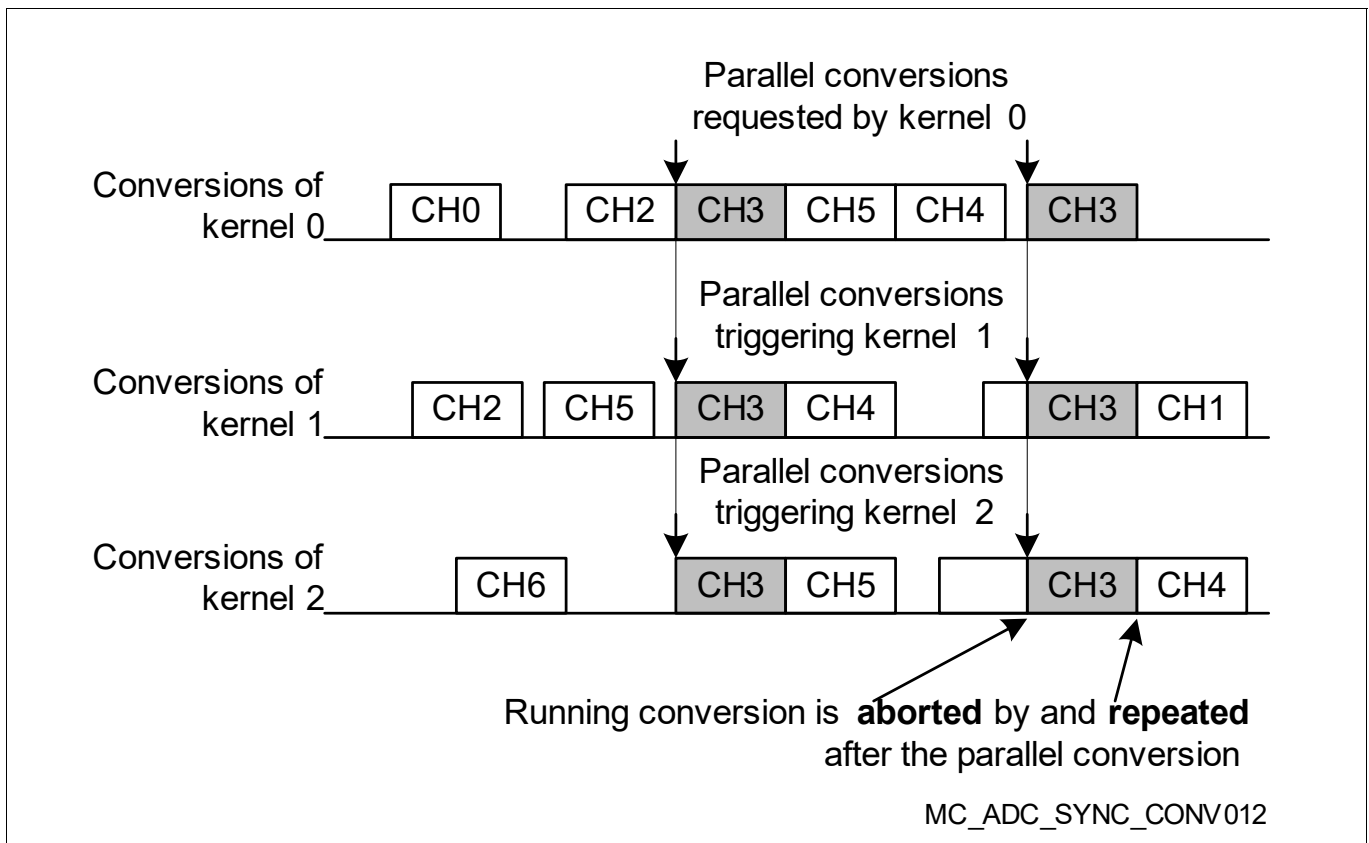 Parallel conversions
requested by kernel 0
Conversions of
kernel 0
CH0 CH2 CH3 CH5 CH4 CH3
Parallel conversions
triggering kernel 1
Conversions of
kernel 1
CH2 CH5 CH3 CH4 CH3 CH1
Parallel conversions
triggering kernel 2
Conversions of
kernel 2
CH6 CH3 CH5 CH3 CH4
Running conversion is aborted by and repeated
after the parallel conversion
MC_ADC_SYNC_CONV012